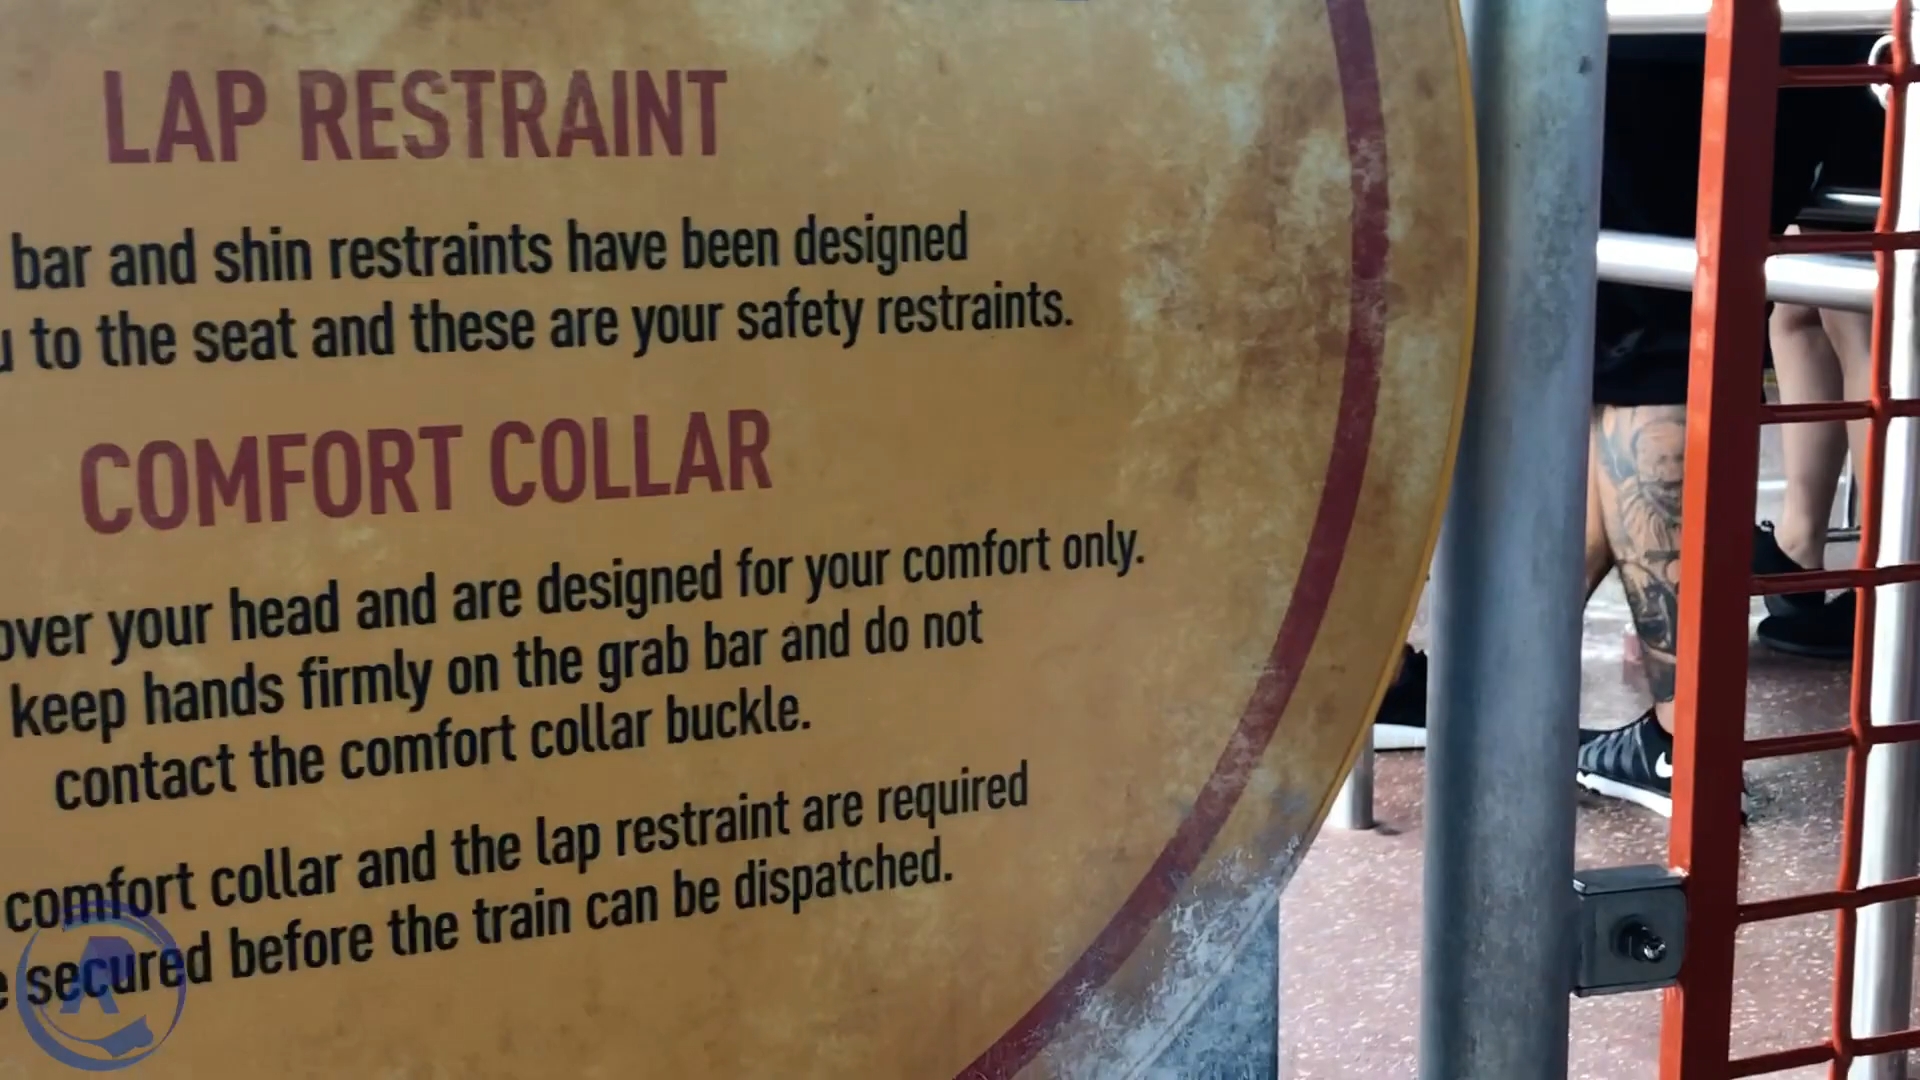 LAP RESTRAINT
bar and shin restraints have been designed
to the seat and these are your safety restraints.
COMFORT COLLAR
over your head and are designed for your comfort only.
keep hands firmly on the grab bar and do not
contact the comfort collar buckle.
comfort collar and the lap restraint are required
secured before the train can be dispatched.